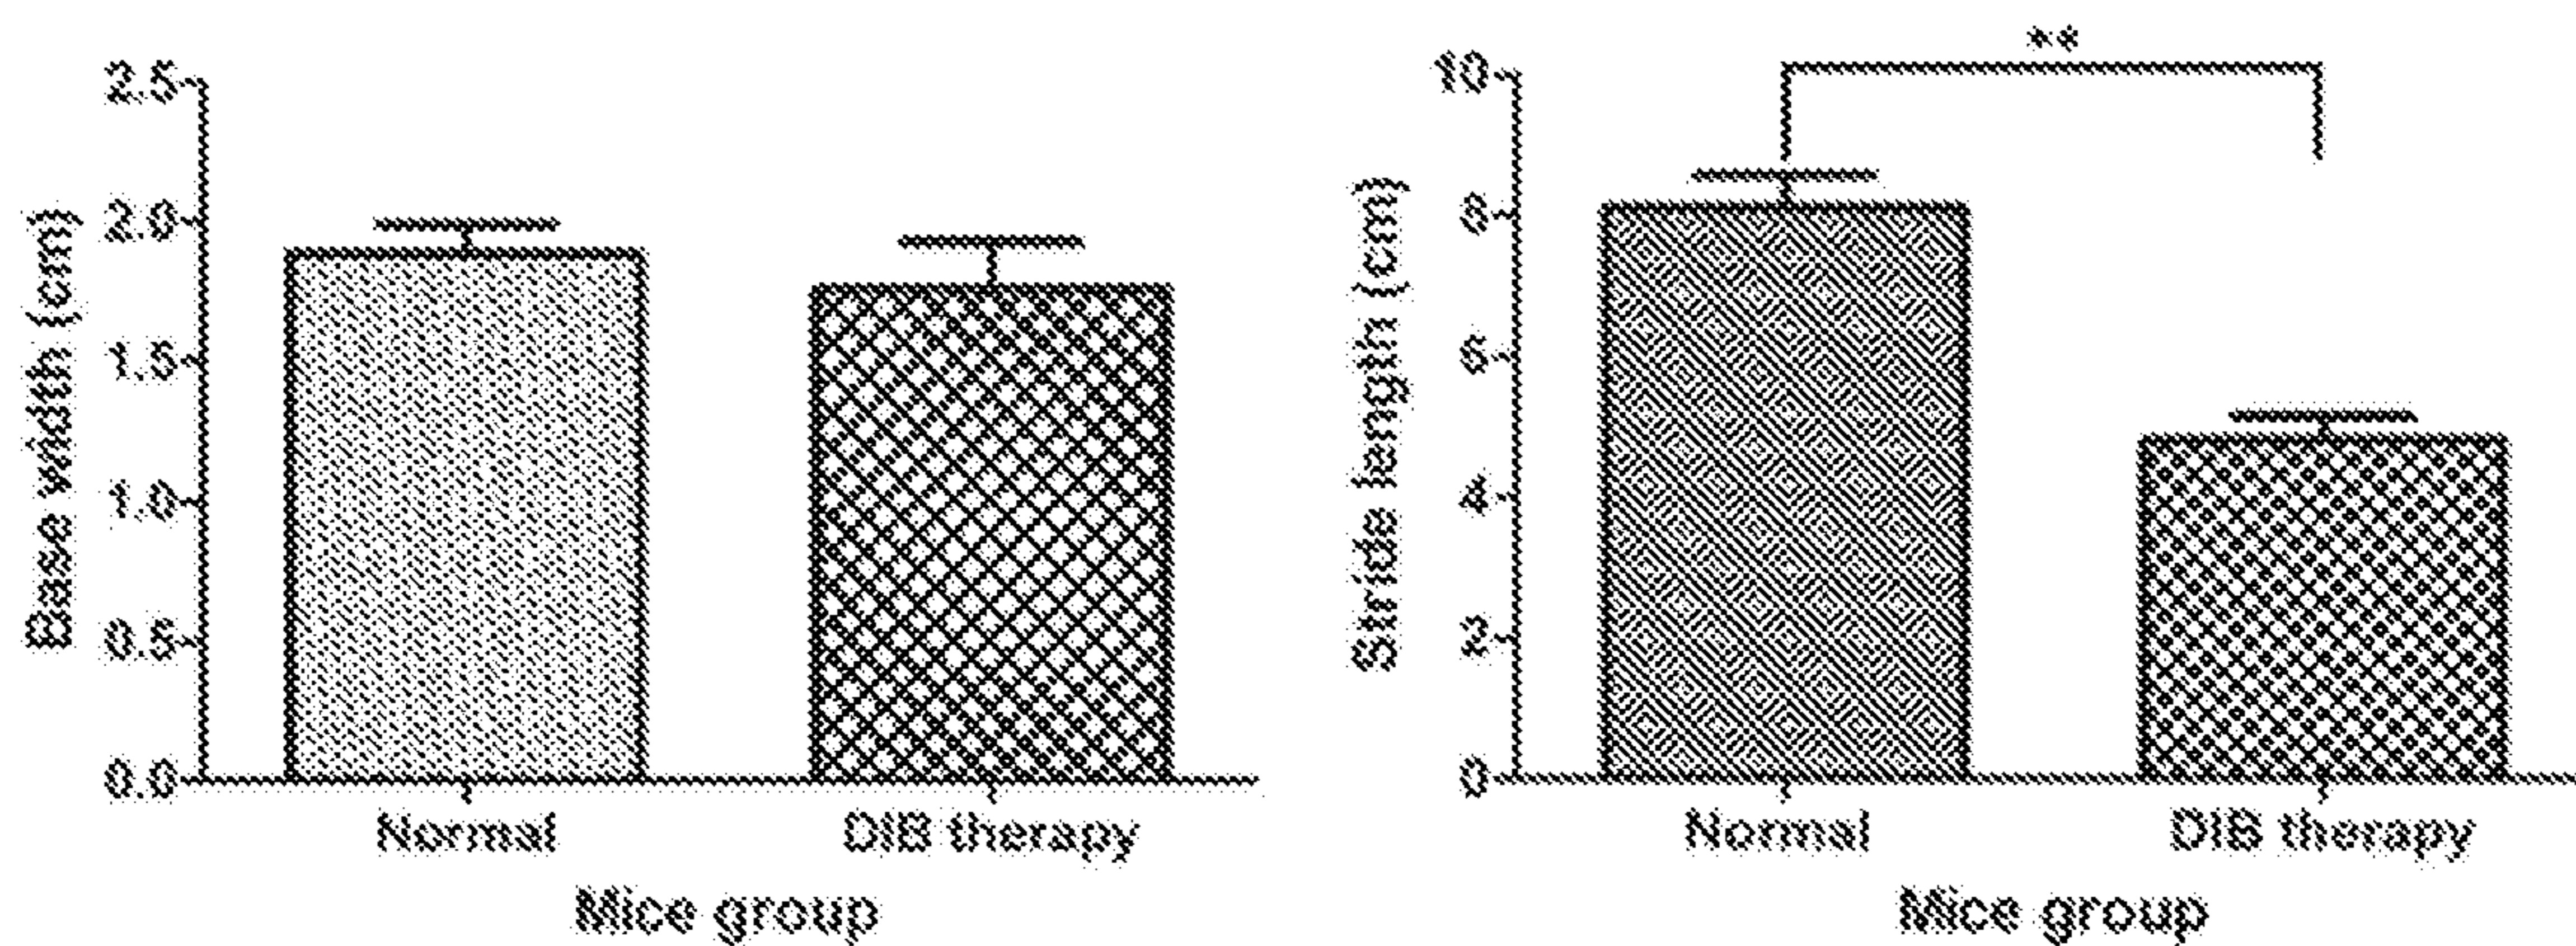 Base width (cm)
2.5
2.0
1.5
1.0
0.5
0.0
Normal
DIB therapy
Mice group
Stride length (cm)
10
8
6
4
2
0
**
Normal
DIB therapy
Mice group